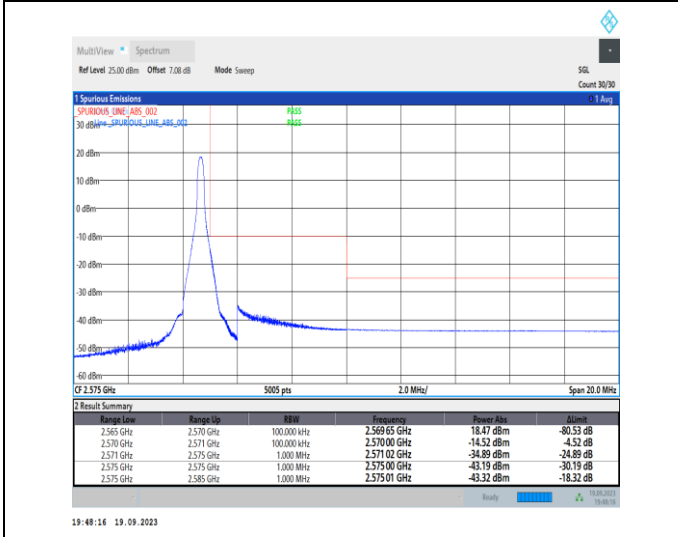 MultiView Spectrum
Ref Level 25.00 dBm Offset 7.08 dB Mode Sweep SGL
Count 30/30
1 Spurious Emissions 1 Avg
_SPURIOUS_LINE_ABS_002 PASS
30 dBm Line _SPURIOUS_LINE_ABS_002 PASS
20 dBm
10 dBm
0 dBm
-10 dBm
-20 dBm
-30 dBm
-40 dBm
-50 dBm
-60 dBm
CF 2.575 GHz 5005 pts 2.0 MHz/ Span 20.0 MHz
2 Result Summary
Range Low Range Up RBW Frequency Power Abs ΔLimit
2.565 GHz 2.570 GHz 100.000 kHz 2.569 65 GHz 18.47 dBm -80.53 dB
2.570 GHz 2.571 GHz 100.000 kHz 2.570 00 GHz -14.52 dBm -4.52 dB
2.571 GHz 2.575 GHz 1.000 MHz 2.571 02 GHz -34.89 dBm -24.89 dB
2.575 GHz 2.575 GHz 1.000 MHz 2.575 00 GHz -43.19 dBm -30.19 dB
2.575 GHz 2.585 GHz 1.000 MHz 2.575 01 GHz -43.32 dBm -18.32 dB
Ready 19.09.2023
19:48:16
19:48:16 19.09.2023